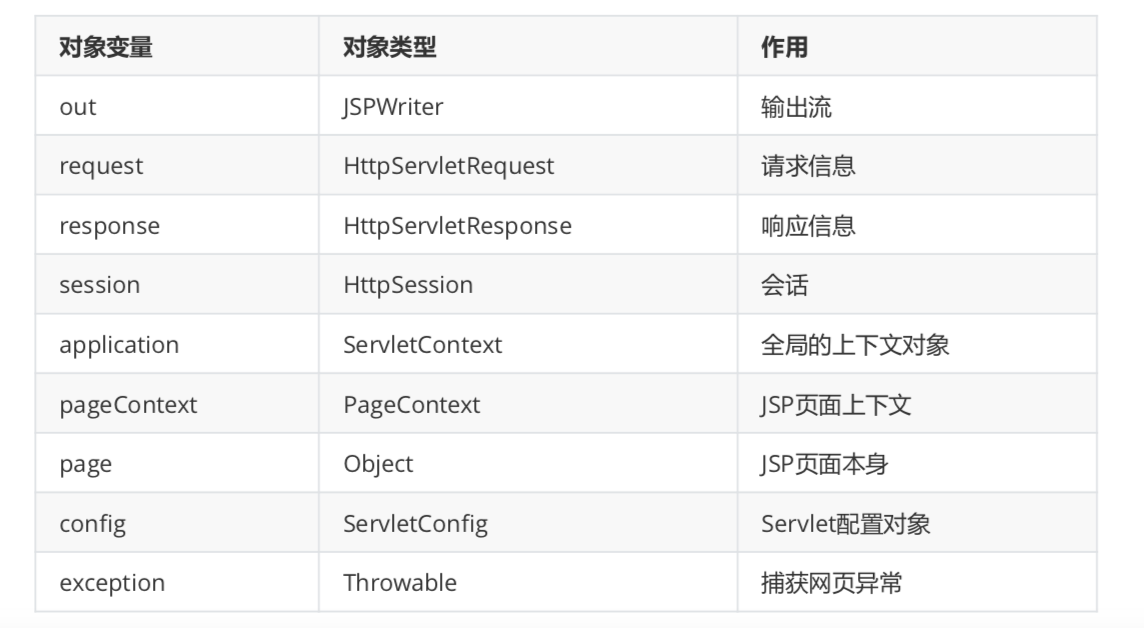 对象变量 对象类型 作用
out JSPWriter 输出流
request HttpServletRequest 请求信息
response HttpServletResponse 响应信息
session HttpSession 会话
application ServletContext 全局的上下文对象
pageContext PageContext JSP页面上下文
page Object JSP页面本身
config ServletConfig Servlet配置对象
exception Throwable 捕获网页异常